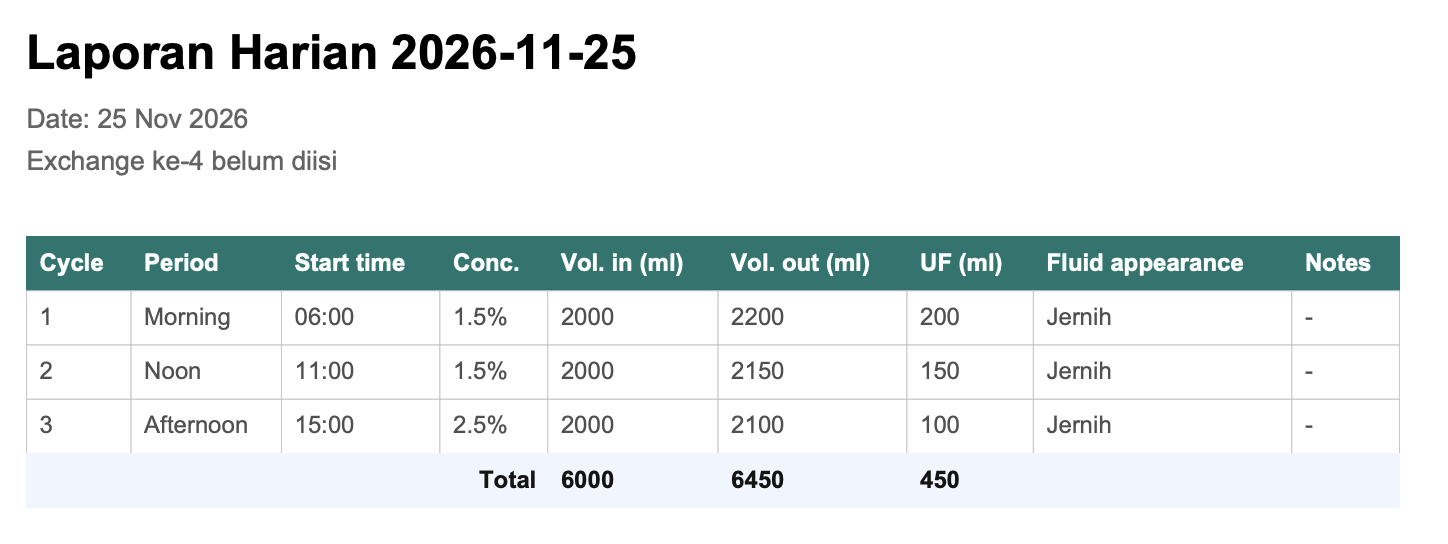 Laporan Harian 2026-11-25
Date: 25 Nov 2026
Exchange ke-4 belum diisi
Cycle Period Start time Conc. Vol. in (ml) Vol. out (ml) UF (ml) Fluid appearance Notes
1 Morning 06:00 1.5% 2000 2200 200 Jernih -
2 Noon 11:00 1.5% 2000 2150 150 Jernih -
3 Afternoon 15:00 2.5% 2000 2100 100 Jernih -
Total 6000 6450 450